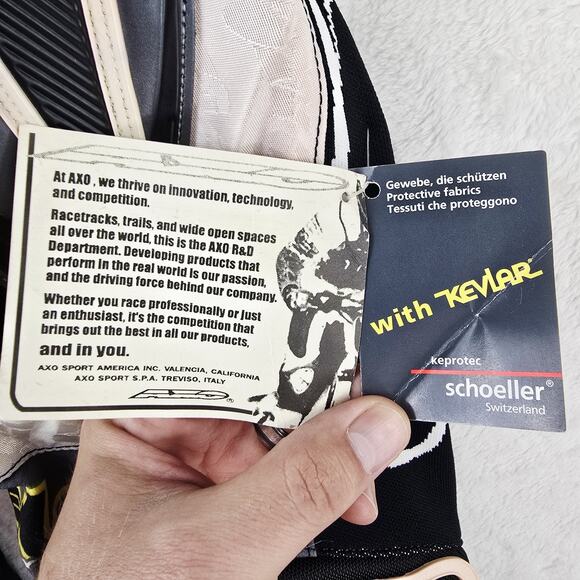 At AXO, we thrive on innovation, technology,
and competition.
Racetracks, trails, and wide open spaces
all over the world, this is the AXO R&D
Department. Developing products that
perform in the real world is our passion,
and the driving force behind our company.
Whether you race professionally or just
an enthusiast, it's the competition that
brings out the best in all our products,
and in you.
AXO SPORT AMERICA INC. VALENCIA, CALIFORNIA
AXO SPORT S.P.A. TREVISO, ITALY
AXO®
Gewebe, die schützen
Protective fabrics
Tessuti che proteggono
with KEVLAR®
keprotec
schoeller®
Switzerland